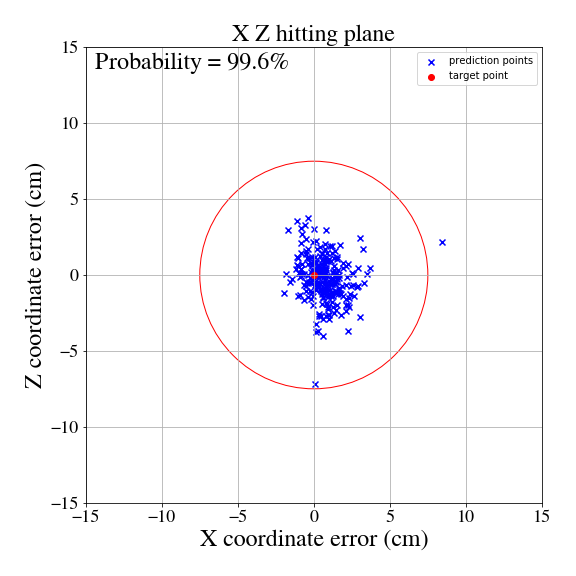 X Z hitting plane
Probability = 99.6%
prediction points
target point
15
10
5
0
−5
−10
−15
Z coordinate error (cm)
−15 −10 −5 0 5 10 15
X coordinate error (cm)